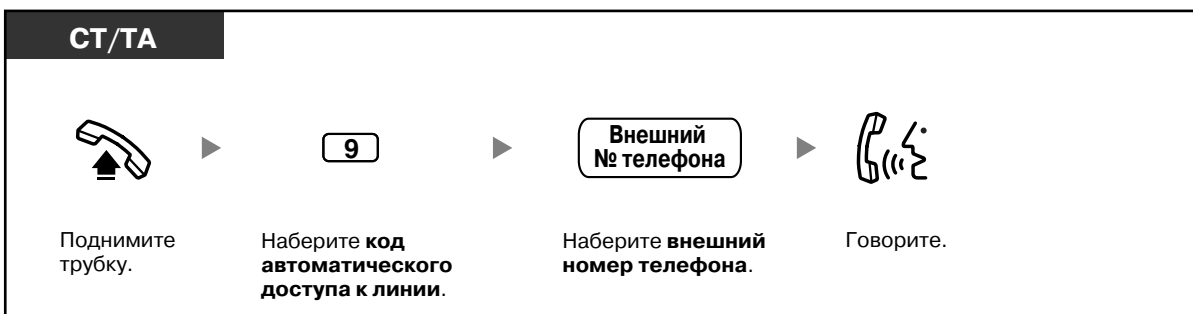 СТ/ТА
9
Внешний
№ телефона
Поднимите
трубку.
Наберите код
автоматического
доступа к линии.
Наберите внешний
номер телефона.
Говорите.